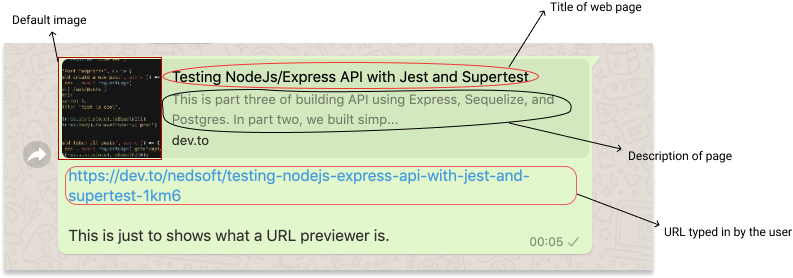 Title of web page
Default image
Testing NodeJs/Express API with Jest and Supertest
This is part three of building API using Express, Sequelize, and
Postgres. In part two, we built simp...
dev.to
Description of page
https://dev.to/nedsoft/testing-nodejs-express-api-with-jest-and-
supertest-1km6
URL typed in by the user
This is just to shows what a URL previewer is.
00:05